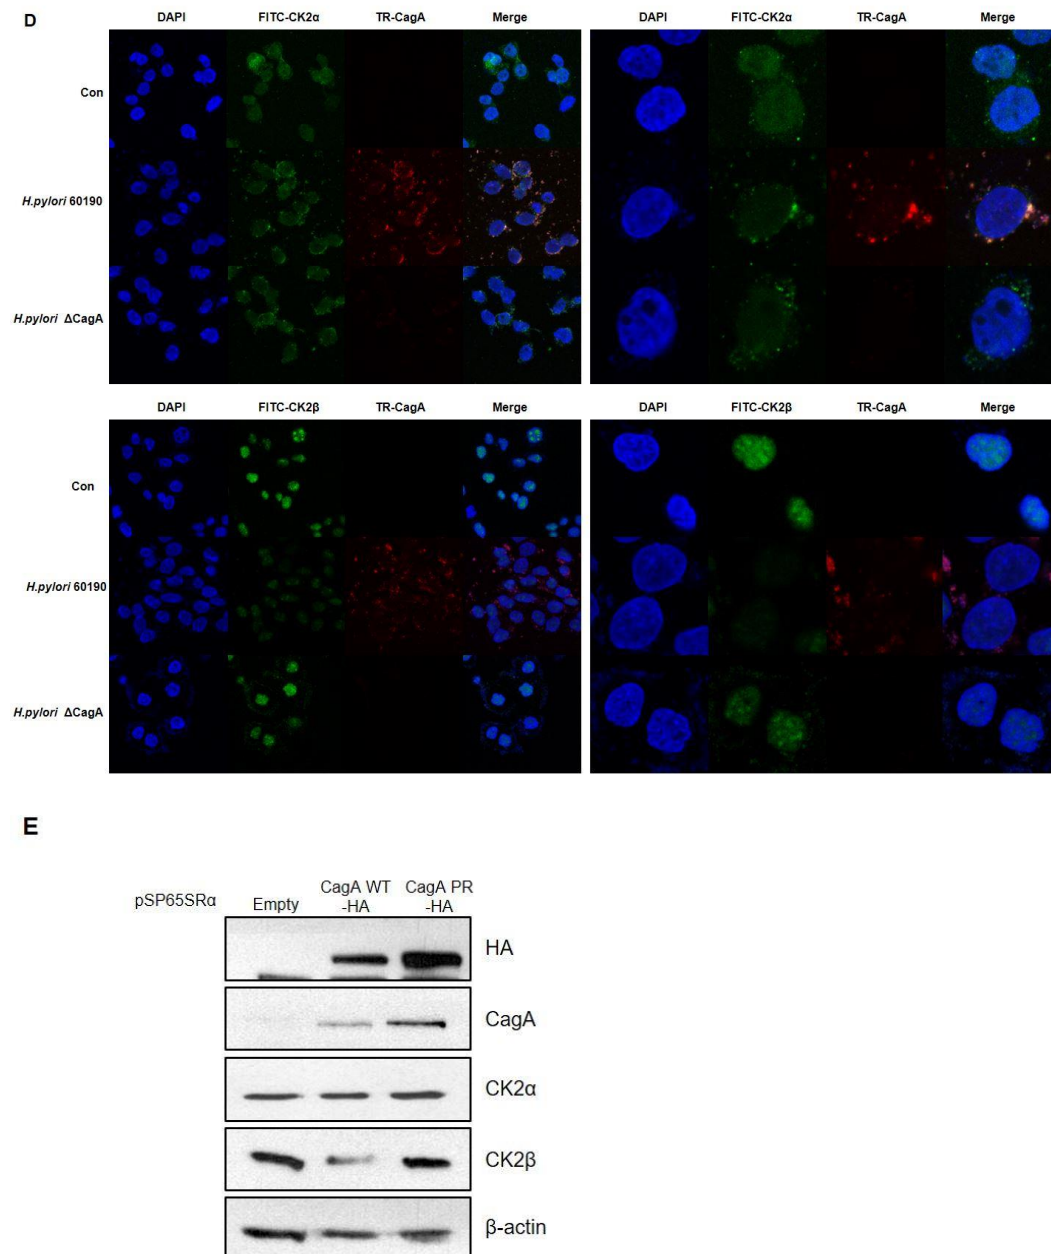 D
DAPI FITC-CK2α TR-CagA Merge DAPI FITC-CK2α TR-CagA Merge
Con
H.pylori 60190
H.pylori ΔCagA
DAPI FITC-CK2β TR-CagA Merge DAPI FITC-CK2β TR-CagA Merge
Con
H.pylori 60190
H.pylori ΔCagA
E
pSP65SRα Empty CagA WT -HA CagA PR -HA
HA
CagA
CK2α
CK2β
β-actin